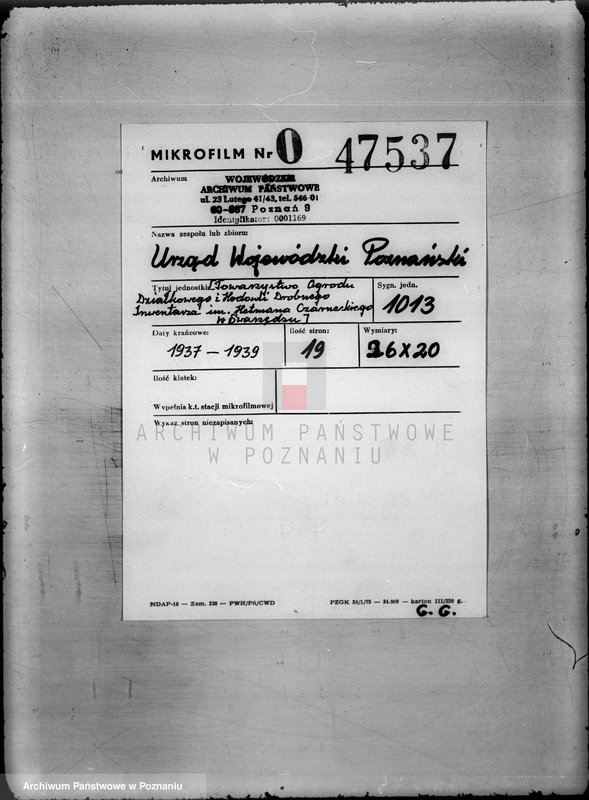 MIKROFILM Nr 0 47537
Archiwum
WOJEWÓDZKIE
ARCHIWUM PAŃSTWOWE
ul. 23 Lutego 41/43, tel. 546-01
60-967 Poznań 9
Identyfikator: 0001169
Nazwa zespołu lub zbioru:
Urząd Wojewódzki Poznański
Tytuł jednostki: [Towarzystwo Ogrodu
Działkowego i Hodowli Drobnego
Inwentarza im. Hetmana Czarneckiego
w Swarzędzu]
Sygn. jedn.
1013
Daty krańcowe:
1937 – 1939
Ilość stron:
19
Wymiary:
26 x 20
Ilość klatek:
Wypełnia k.t. stacji mikrofilmowej
Wykaz stron niezapisanych:
ARCHIWUM PAŃSTWOWE
W POZNANIU
NDAP-10 — Zam. 238 — PWH/Pń/CWD
PZGK 34/1/75 — 34.000 — karton III/220 g.
G. G.
Archiwum Państwowe w Poznaniu